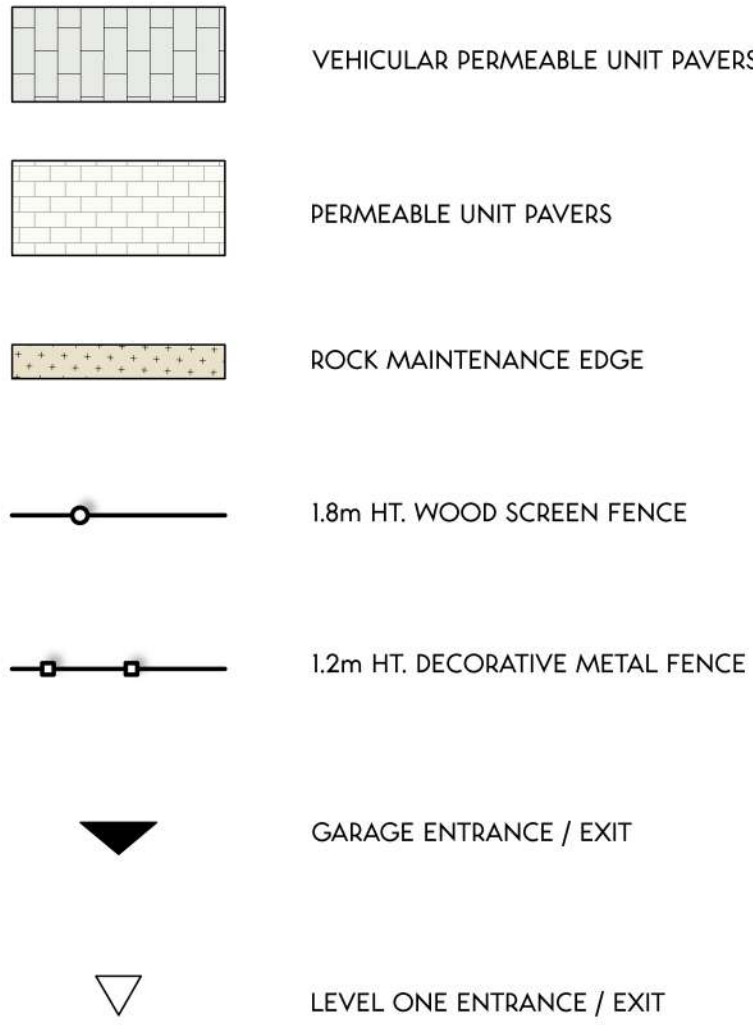 VEHICULAR PERMEABLE UNIT PAVERS
PERMEABLE UNIT PAVERS
ROCK MAINTENANCE EDGE
1.8m HT. WOOD SCREEN FENCE
1.2m HT. DECORATIVE METAL FENCE
GARAGE ENTRANCE / EXIT
LEVEL ONE ENTRANCE / EXIT